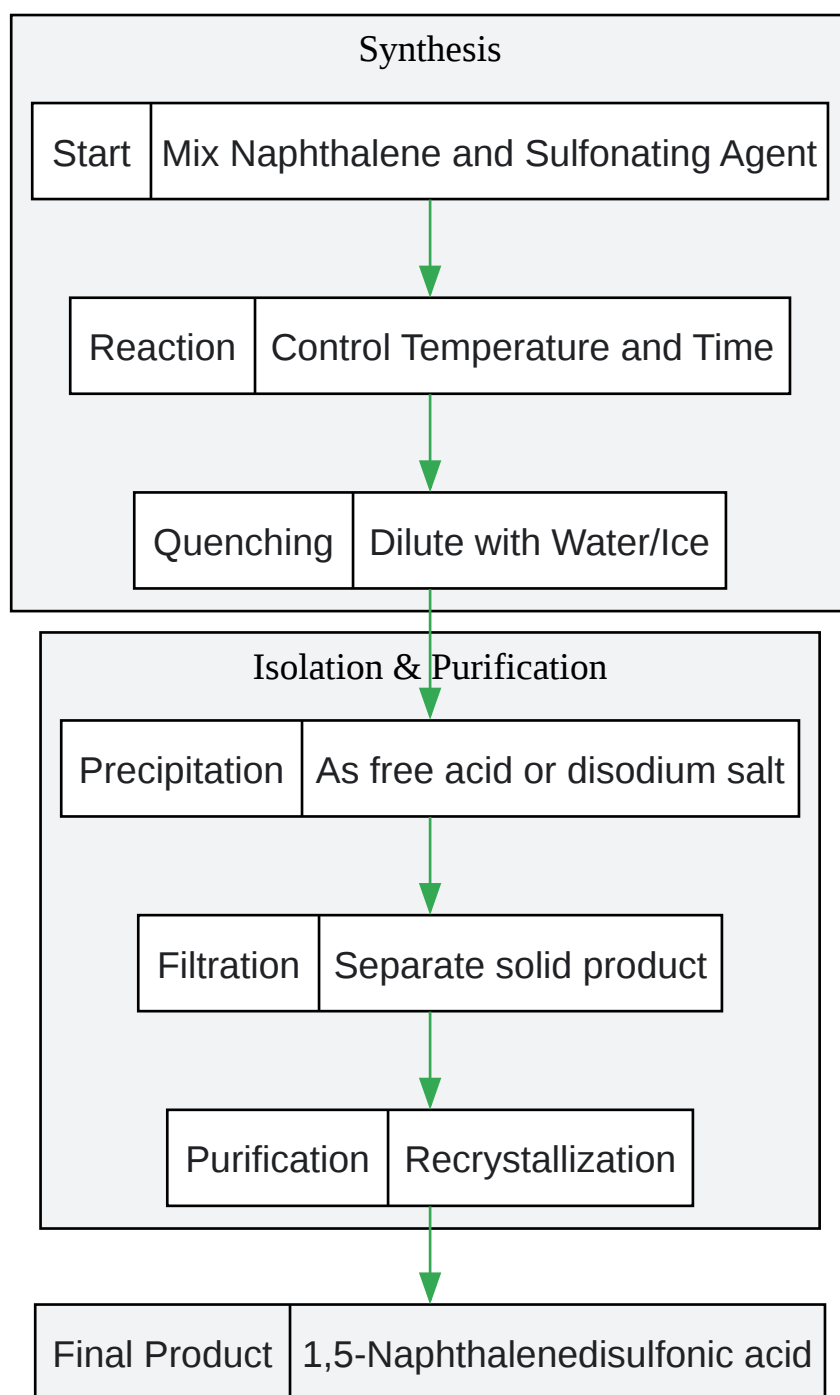 Synthesis
Start Mix Naphthalene and Sulfonating Agent
Reaction Control Temperature and Time
Quenching Dilute with Water/Ice
Isolation & Purification
Precipitation As free acid or disodium salt
Filtration Separate solid product
Purification Recrystallization
Final Product 1,5-Naphthalenedisulfonic acid